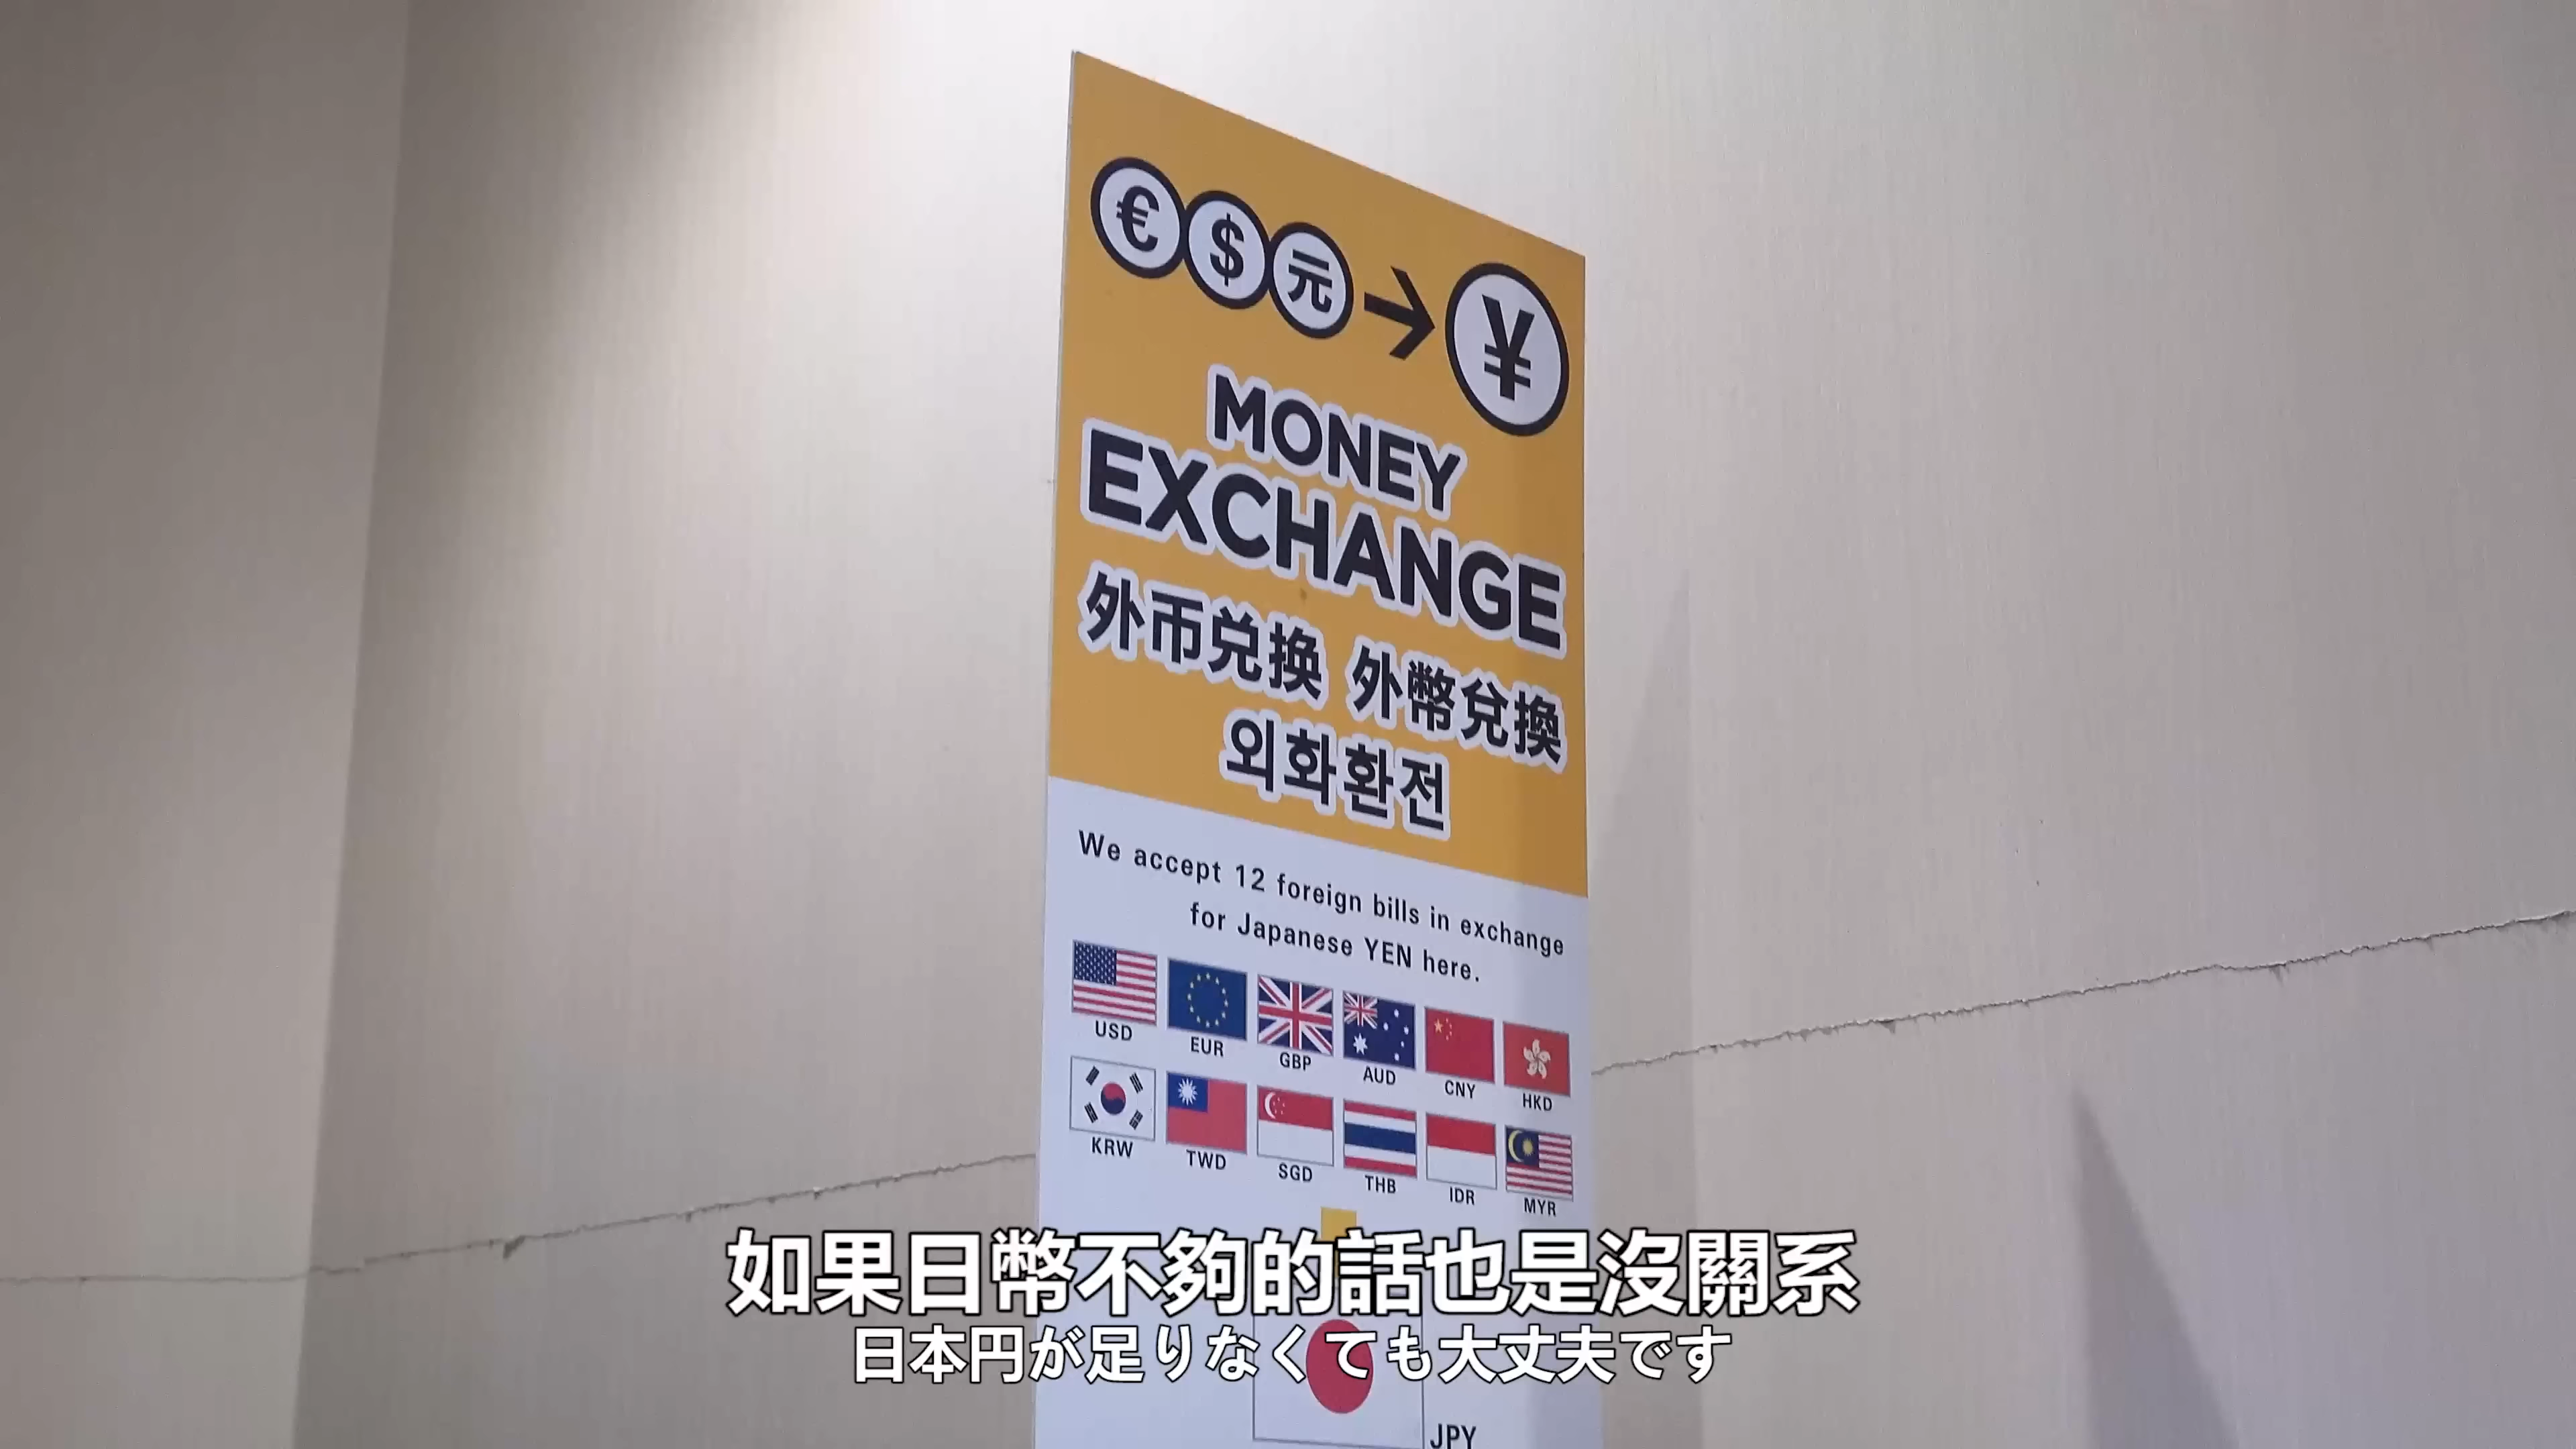 € $ 元 → ¥
MONEY
EXCHANGE
外币兑换 外幣兌換
외화환전
We accept 12 foreign bills in exchange
for Japanese YEN here.
USD EUR GBP AUD CNY HKD
KRW TWD SGD THB IDR MYR
如果日幣不夠的話也是沒關系
日本円が足りなくても大丈夫です
JPY